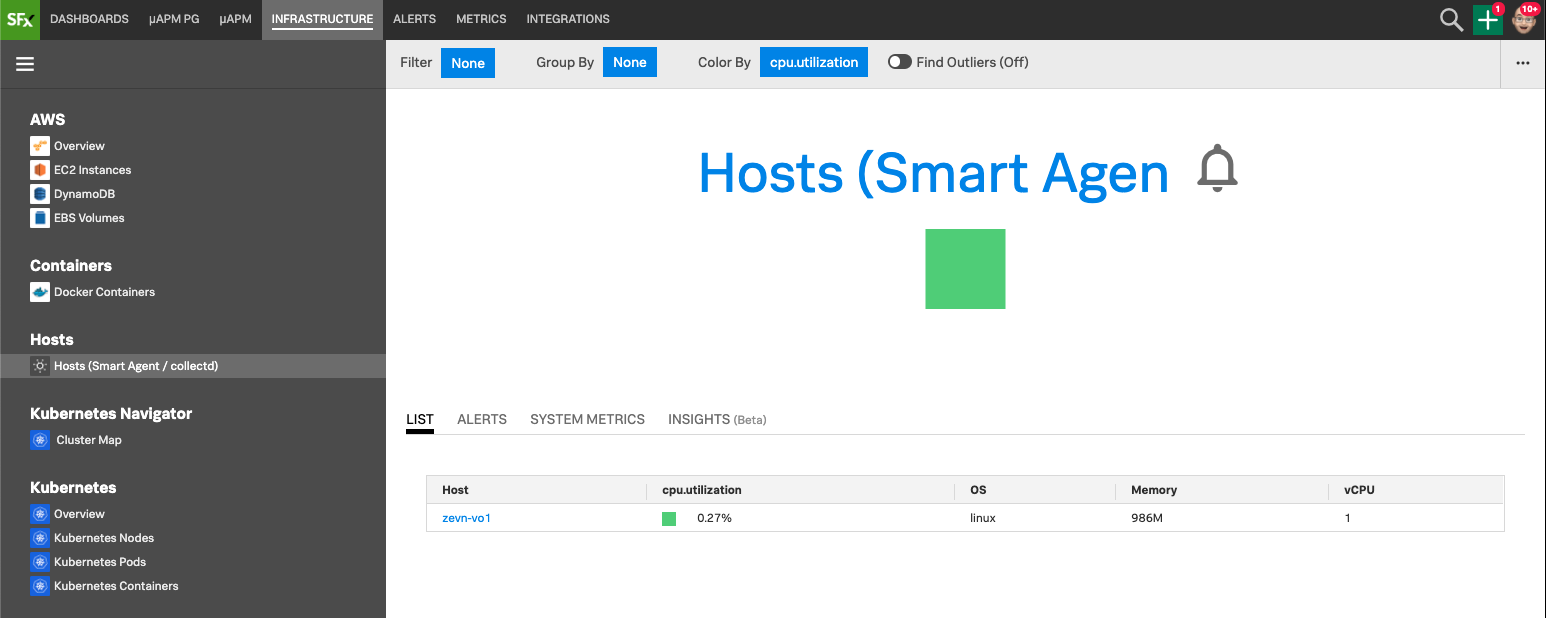 SFx DASHBOARDS µAPM PG µAPM INFRASTRUCTURE ALERTS METRICS INTEGRATIONS 1 10+
Filter None Group By None Color By cpu.utilization Find Outliers (Off)
AWS
Overview
EC2 Instances
DynamoDB
EBS Volumes
Containers
Docker Containers
Hosts
Hosts (Smart Agent / collectd)
Kubernetes Navigator
Cluster Map
Kubernetes
Overview
Kubernetes Nodes
Kubernetes Pods
Kubernetes Containers
Hosts (Smart Agen
LIST ALERTS SYSTEM METRICS INSIGHTS (Beta)
Host cpu.utilization OS Memory vCPU
zevn-vo1 0.27% linux 986M 1